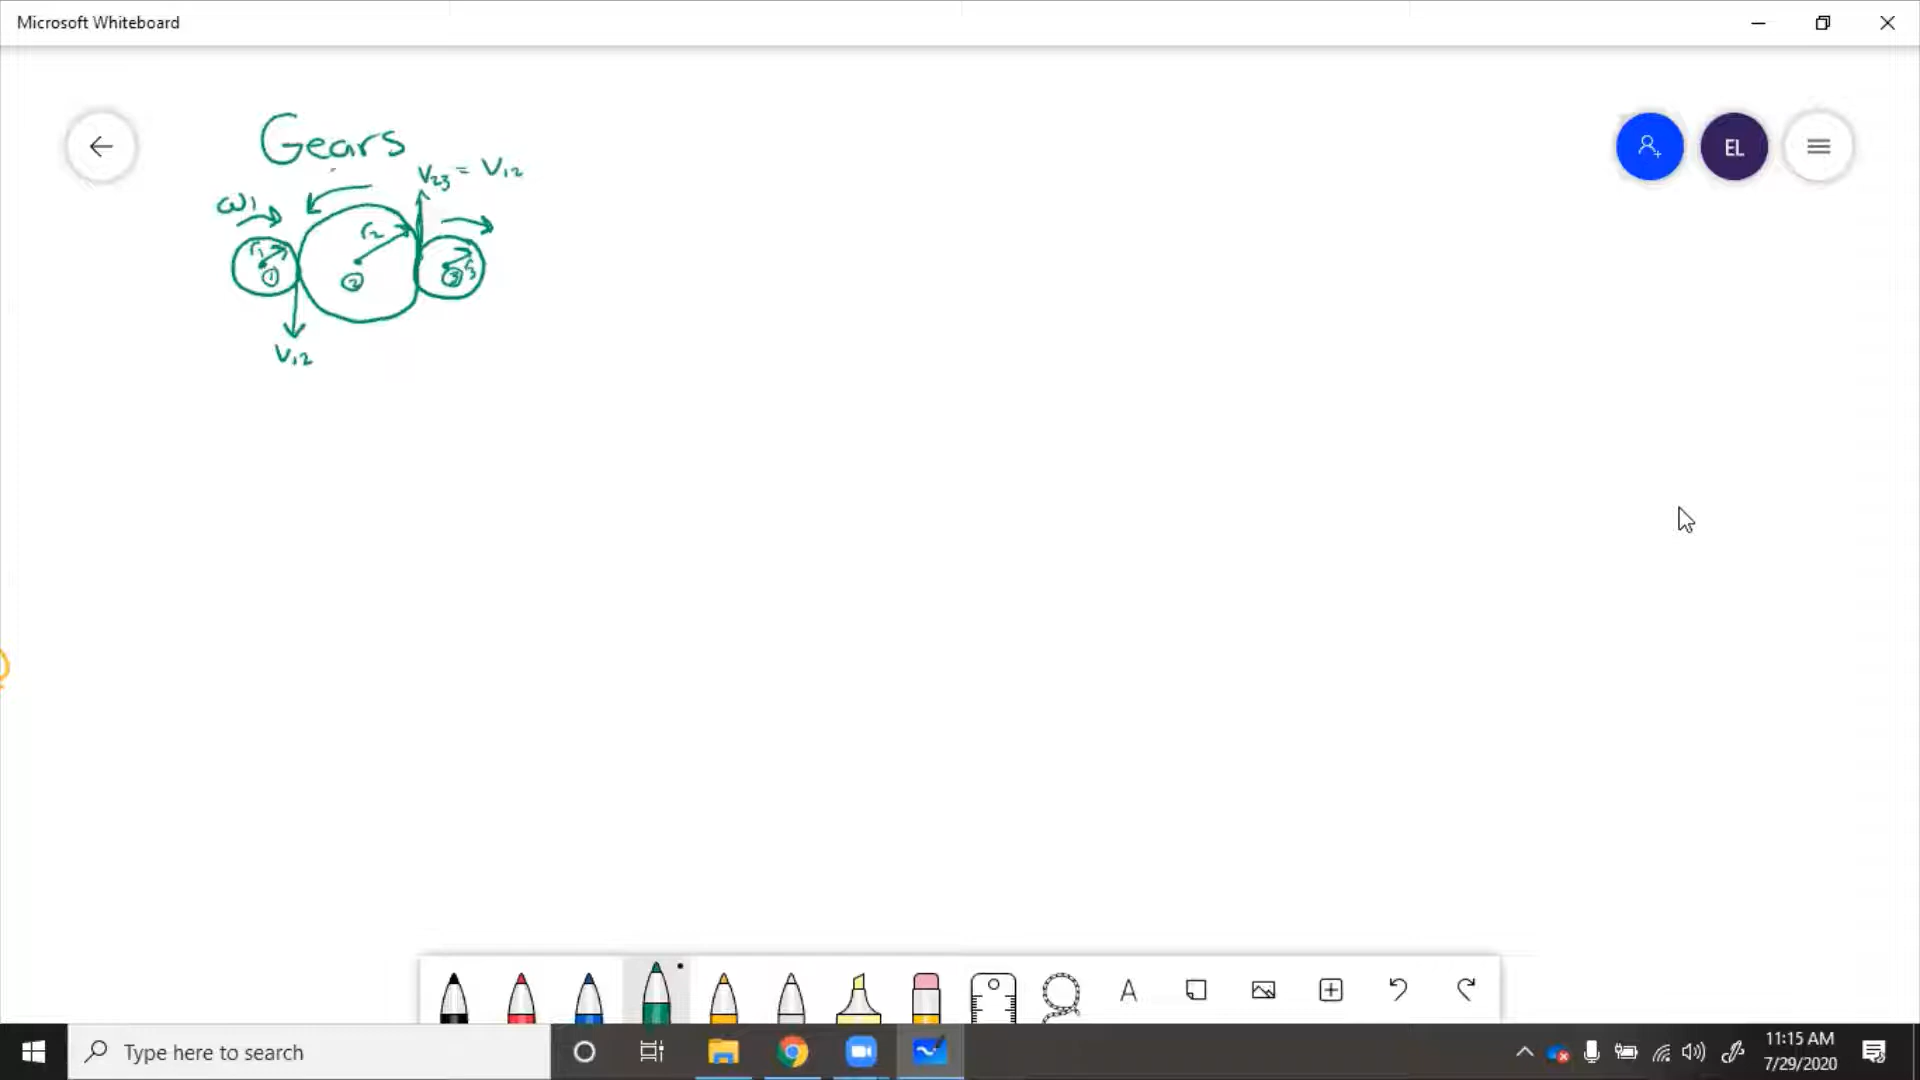 Microsoft Whiteboard
EL
Gears
V₂₃ = V₁₂
ω₁
r₁
r₂
r₃
①
②
③
V₁₂
A
Type here to search
11:15 AM
7/29/2020